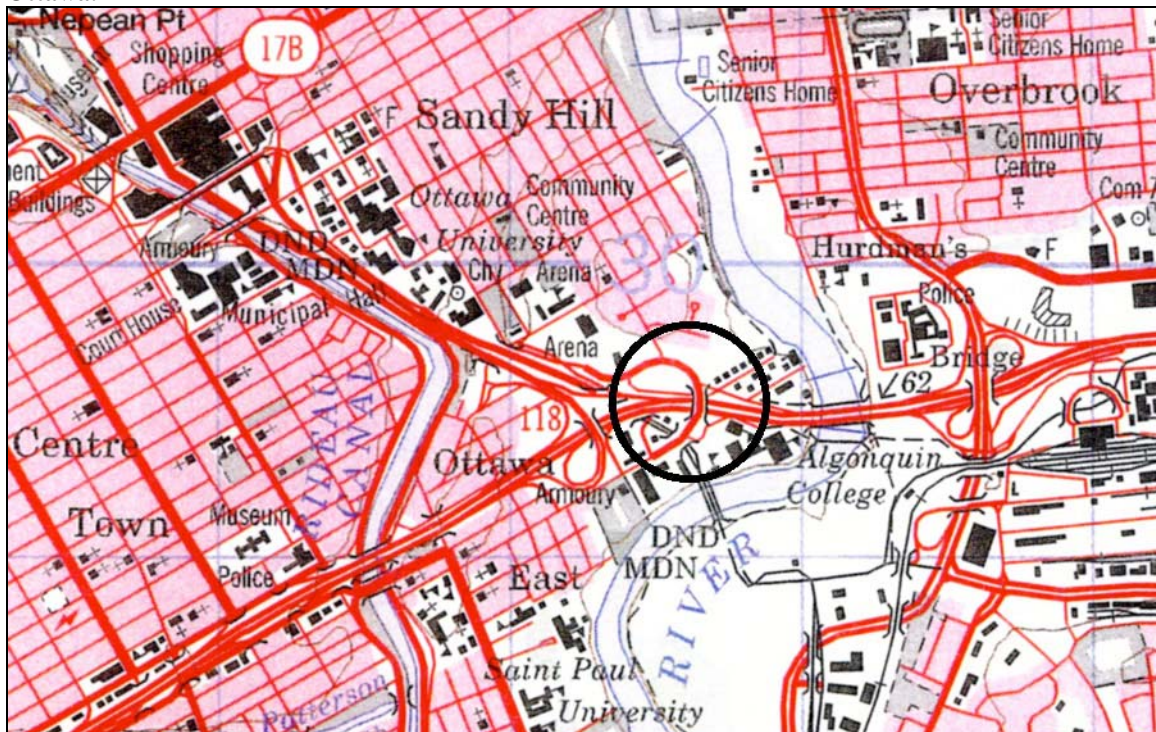 Nepean Pt
17B
Shopping
Centre
Senior
Citizens Home
Senior
Citizens Home
Sandy Hill
F
Overbrook
Community
Centre
Buildings
Armoury
DND
MDN
Ottawa
University
Community
Centre
Arena
30
Com
Hurdman's
F
Court House
Municipal Hall
Police
Bridge
Arena
62
118
RIDEAU
CANAL
Centre
Town
Ottawa
East
Armoury
Algonquin
College
Museum
Police
DND
MDN
RIVER
L
Saint Paul
University
Patterson